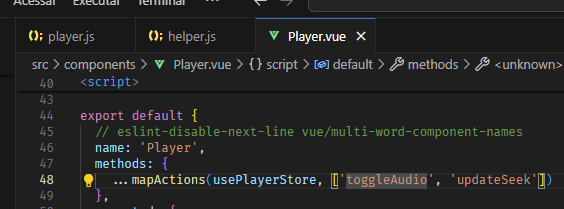 Acessar Executar Terminal
player.js helper.js Player.vue
src > components > Player.vue > {} script > default > methods > <unknown>
40 <script>
43
44 export default {
45 // eslint-disable-next-line vue/multi-word-component-names
46 name: 'Player',
47 methods: {
48 ...mapActions(usePlayerStore, ['toggleAudio', 'updateSeek'])
49 },